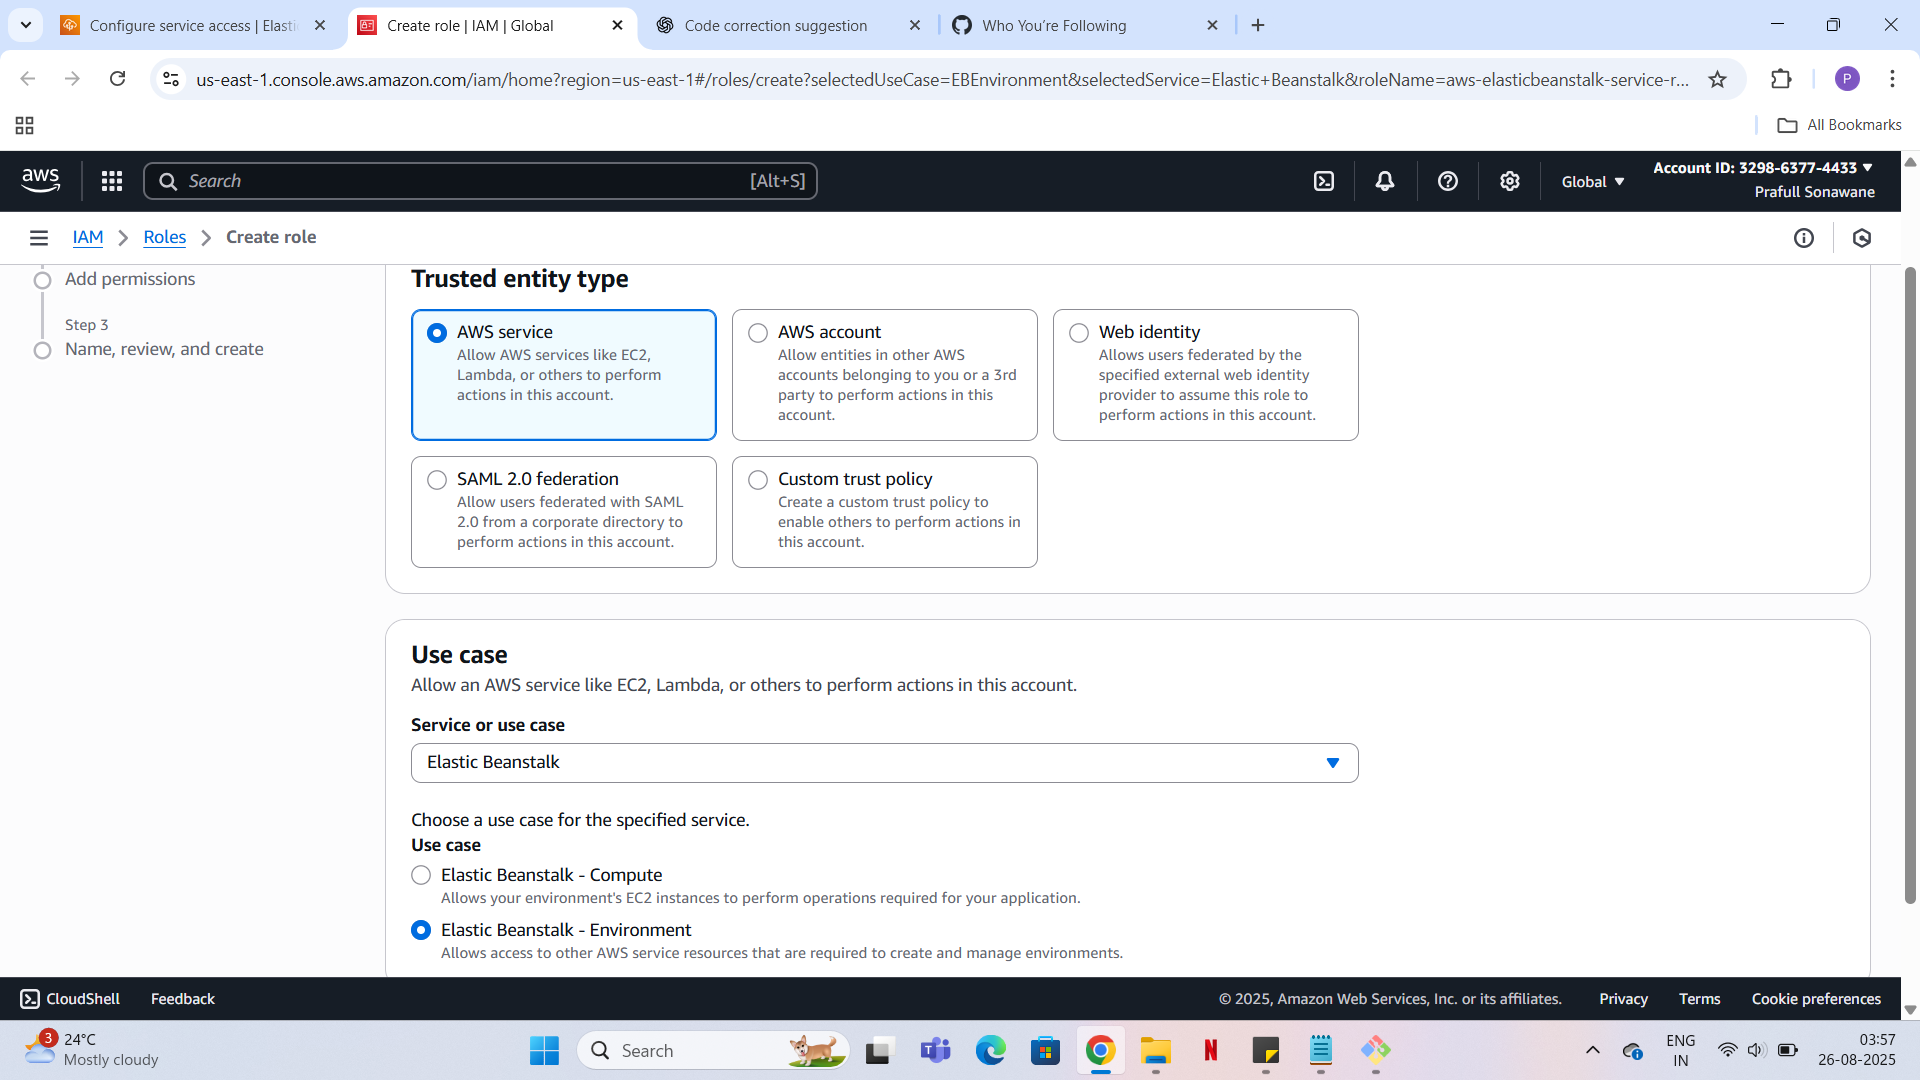 Configure service access | Elasti
Create role | IAM | Global
Code correction suggestion
Who You're Following
us-east-1.console.aws.amazon.com/iam/home?region=us-east-1#/roles/create?selectedUseCase=EBEnvironment&selectedService=Elastic+Beanstalk&roleName=aws-elasticbeanstalk-service-r...
P
All Bookmarks
aws
Search
[Alt+S]
Global
Account ID: 3298-6377-4433
Prafull Sonawane
IAM
Roles
Create role
Add permissions
Step 3
Name, review, and create
Trusted entity type
AWS service
Allow AWS services like EC2,
Lambda, or others to perform
actions in this account.
AWS account
Allow entities in other AWS
accounts belonging to you or a 3rd
party to perform actions in this
account.
Web identity
Allows users federated by the
specified external web identity
provider to assume this role to
perform actions in this account.
SAML 2.0 federation
Allow users federated with SAML
2.0 from a corporate directory to
perform actions in this account.
Custom trust policy
Create a custom trust policy to
enable others to perform actions in
this account.
Use case
Allow an AWS service like EC2, Lambda, or others to perform actions in this account.
Service or use case
Elastic Beanstalk
Choose a use case for the specified service.
Use case
Elastic Beanstalk - Compute
Allows your environment's EC2 instances to perform operations required for your application.
Elastic Beanstalk - Environment
Allows access to other AWS service resources that are required to create and manage environments.
CloudShell
Feedback
© 2025, Amazon Web Services, Inc. or its affiliates.
Privacy
Terms
Cookie preferences
3
24°C
Mostly cloudy
Search
N
ENG
IN
03:57
26-08-2025